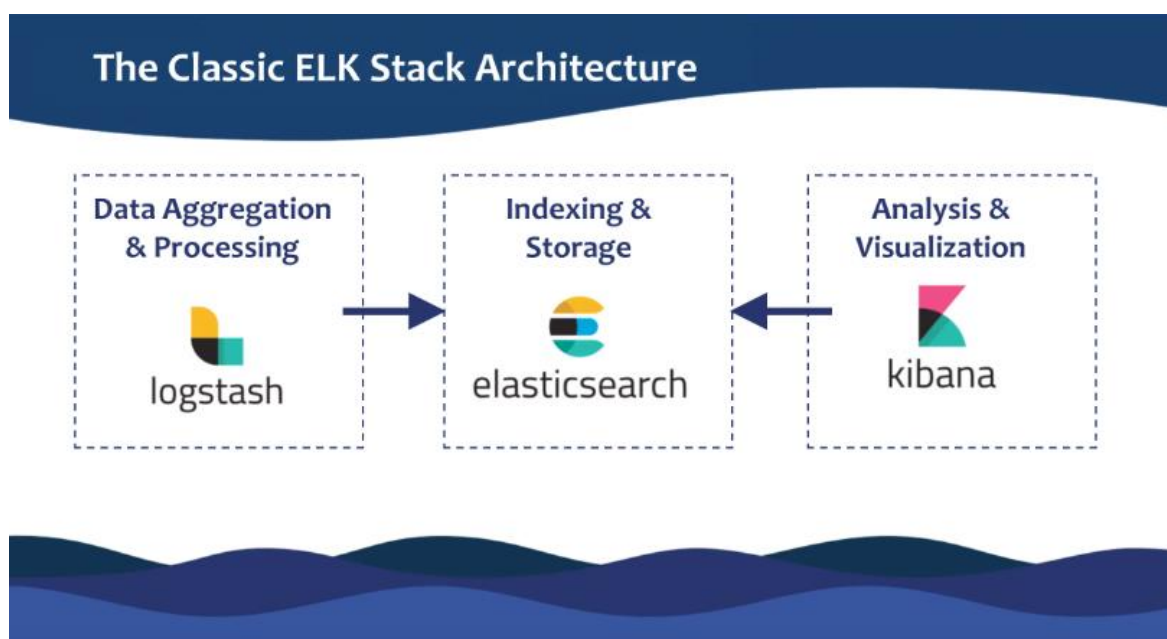 The Classic ELK Stack Architecture
Data Aggregation
& Processing
logstash
Indexing &
Storage
elasticsearch
Analysis &
Visualization
kibana